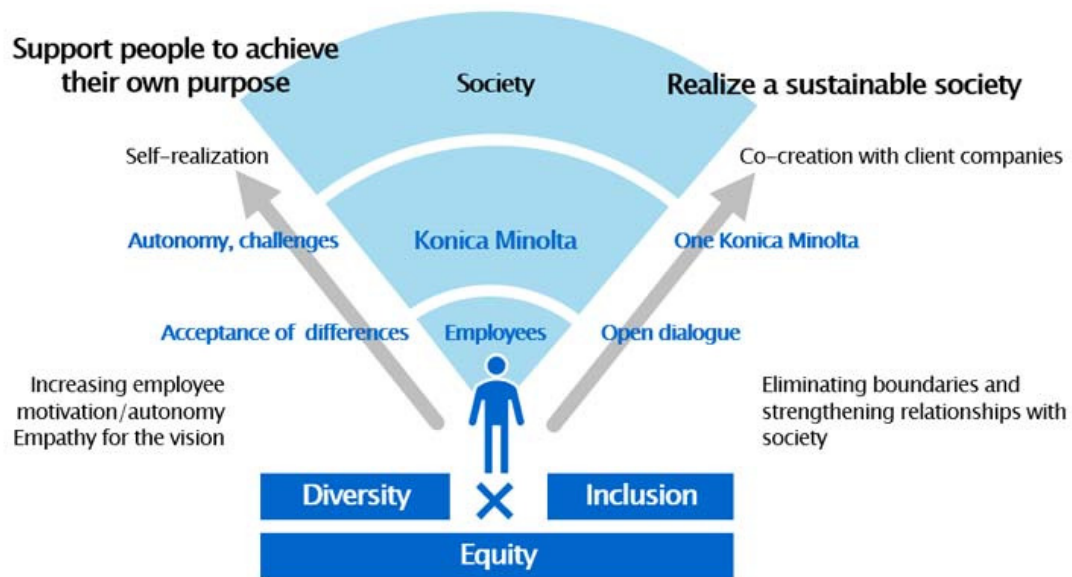 Support people to achieve
their own purpose
Society
Realize a sustainable society
Self-realization
Co-creation with client companies
Autonomy, challenges
Konica Minolta
One Konica Minolta
Acceptance of differences
Employees
Open dialogue
Increasing employee
motivation/autonomy
Empathy for the vision
Eliminating boundaries and
strengthening relationships with
society
Diversity
×
Inclusion
Equity